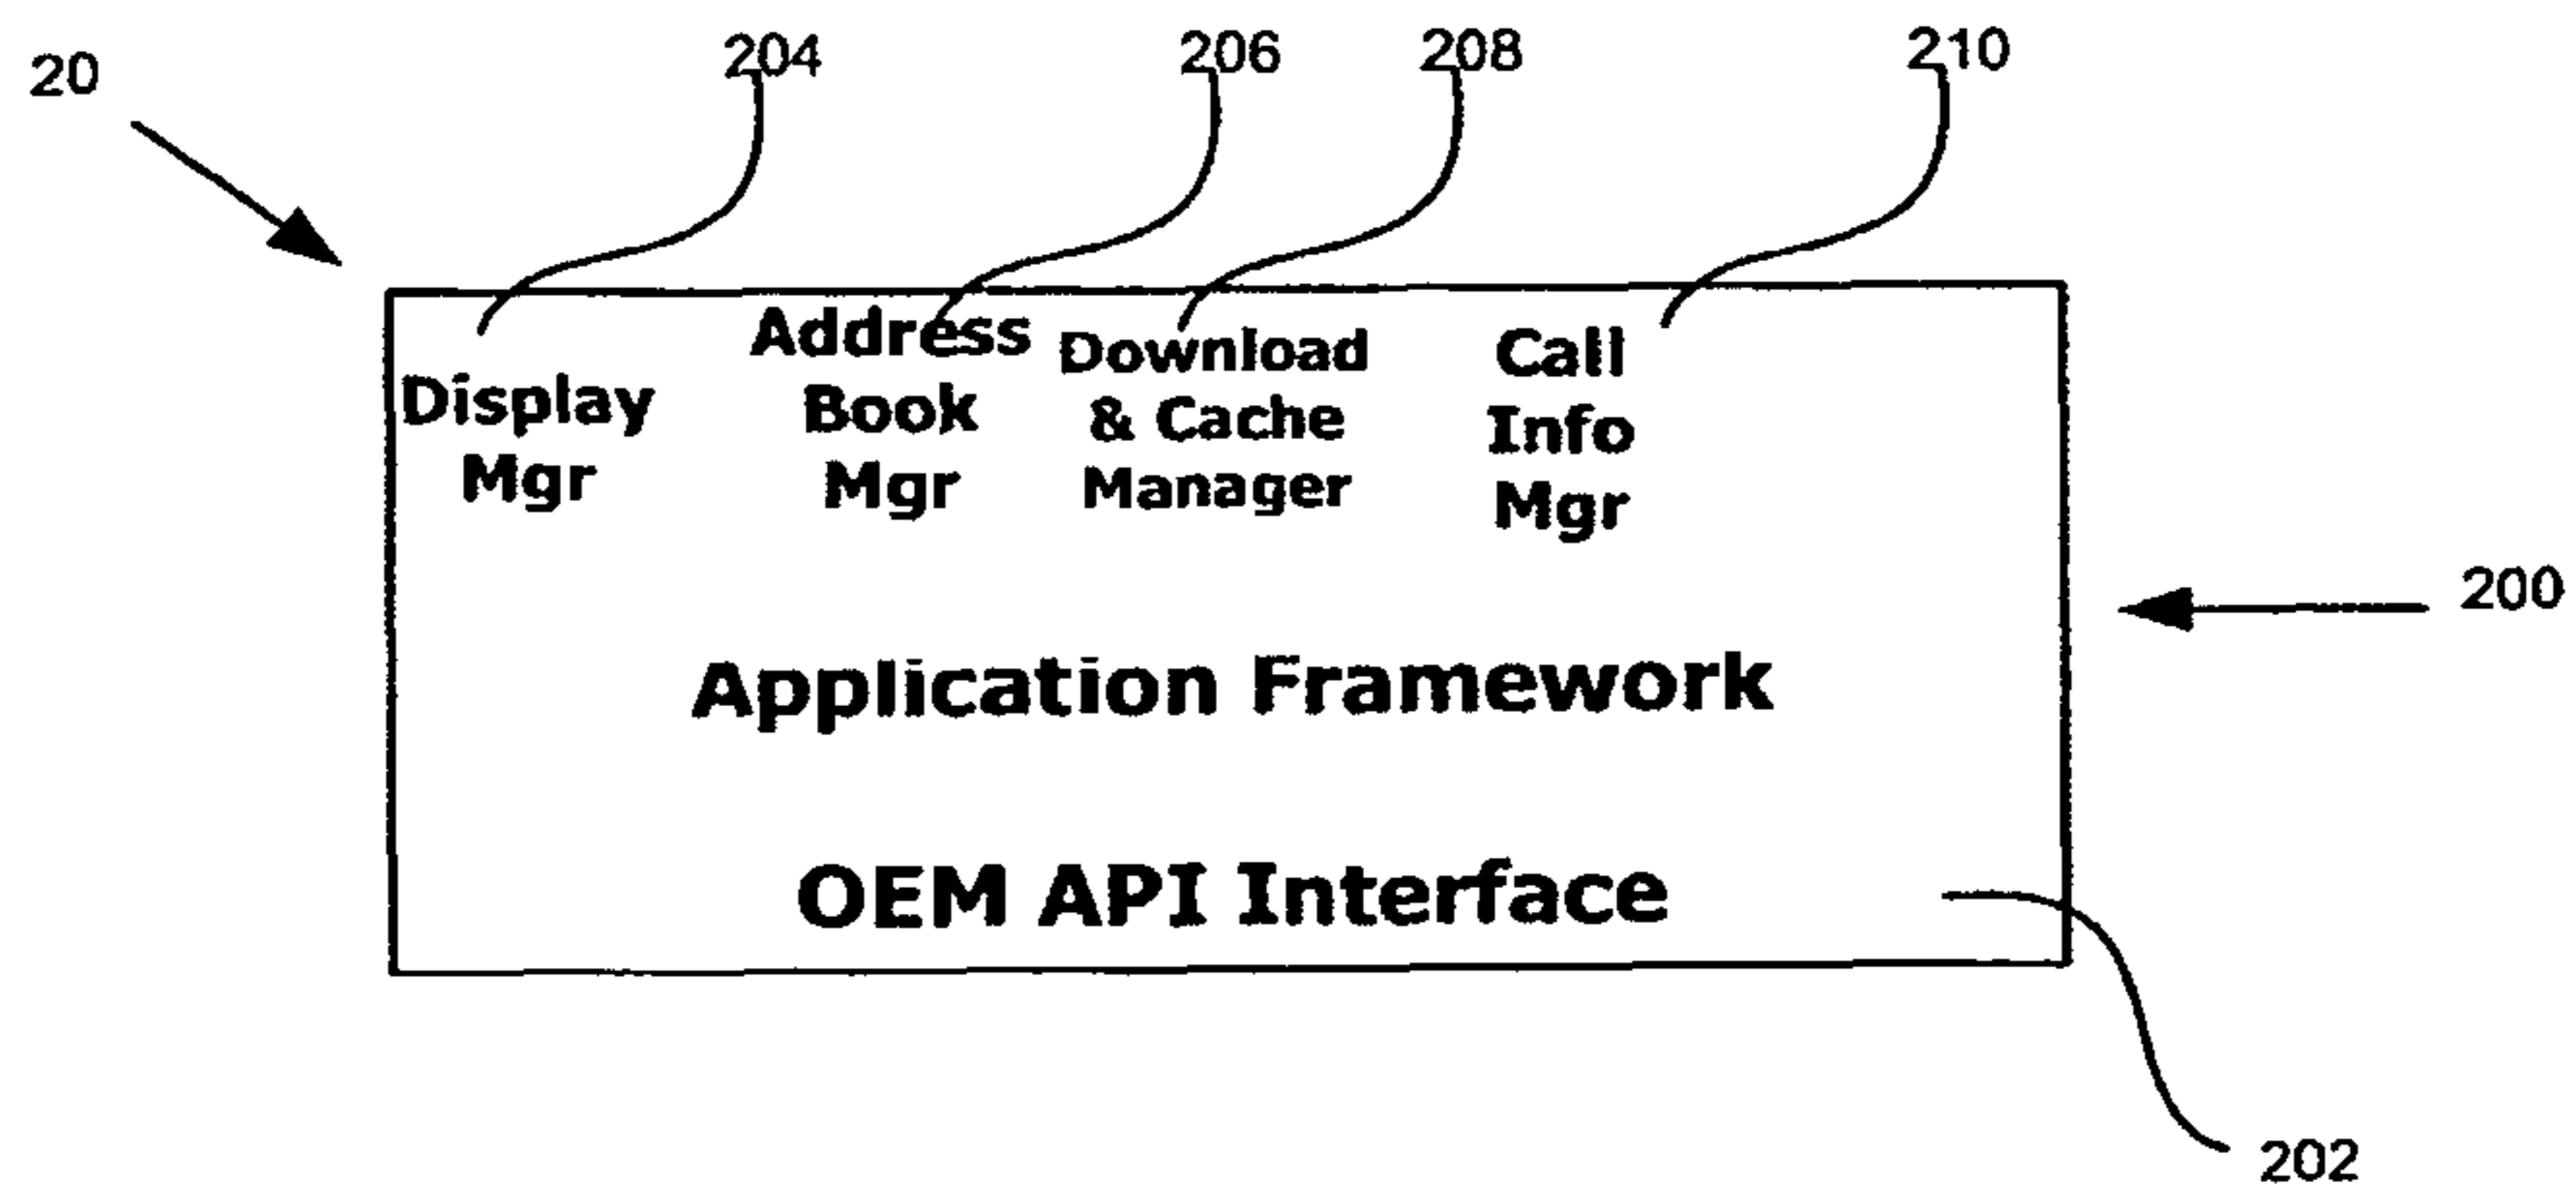 20
204
206
208
210
Display
Mgr
Address
Book
Mgr
Download
& Cache
Manager
Call
Info
Mgr
200
Application Framework
OEM API Interface
202